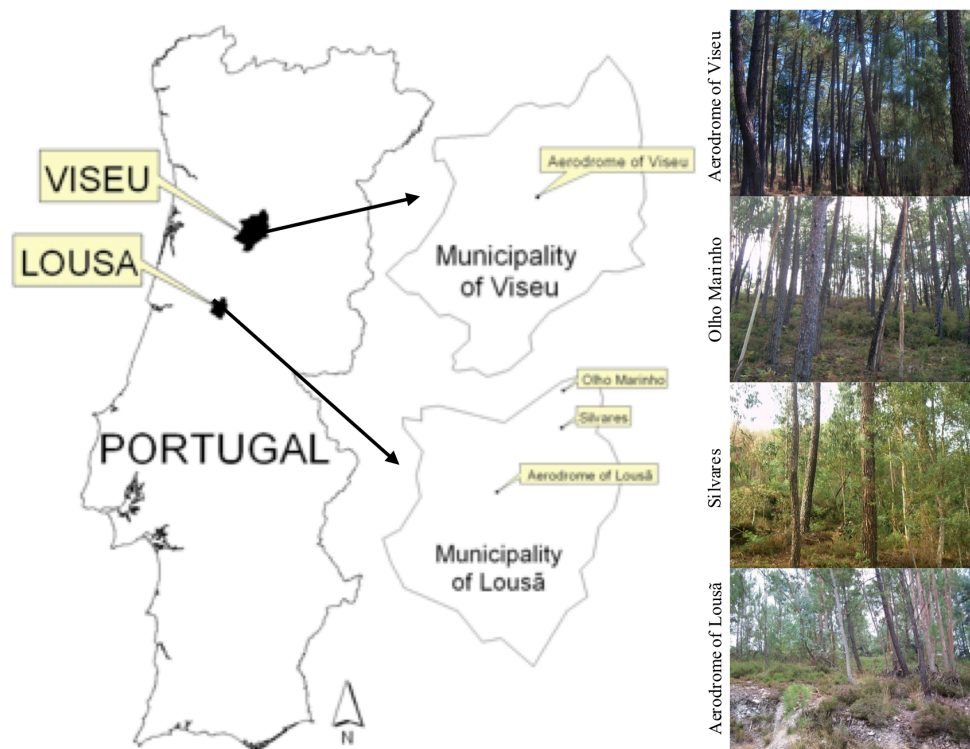 VISEU
LOUSA
PORTUGAL
N
Aerodrome of Viseu
Municipality
of Viseu
Olho Marinho
Silvares
Aerodrome of Lousã
Municipality
of Lousã
Aerodrome of Viseu
Olho Marinho
Silvares
Aerodrome of Lousã